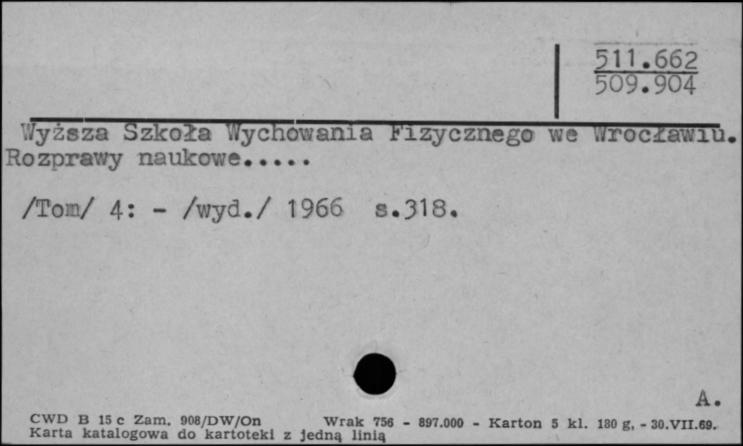 511.662
509.904
Wyższa Szkoła Wychowania Fizycznego we Wrocławiu.
Rozprawy naukowe.....
/Tom/ 4: - /wyd./ 1966 s.318.
A.
CWD B 15 c Zam. 908/DW/On Wrak 756 - 897.000 - Karton 5 kl. 180 g, - 30.VII.69.
Karta katalogowa do kartoteki z jedną linią